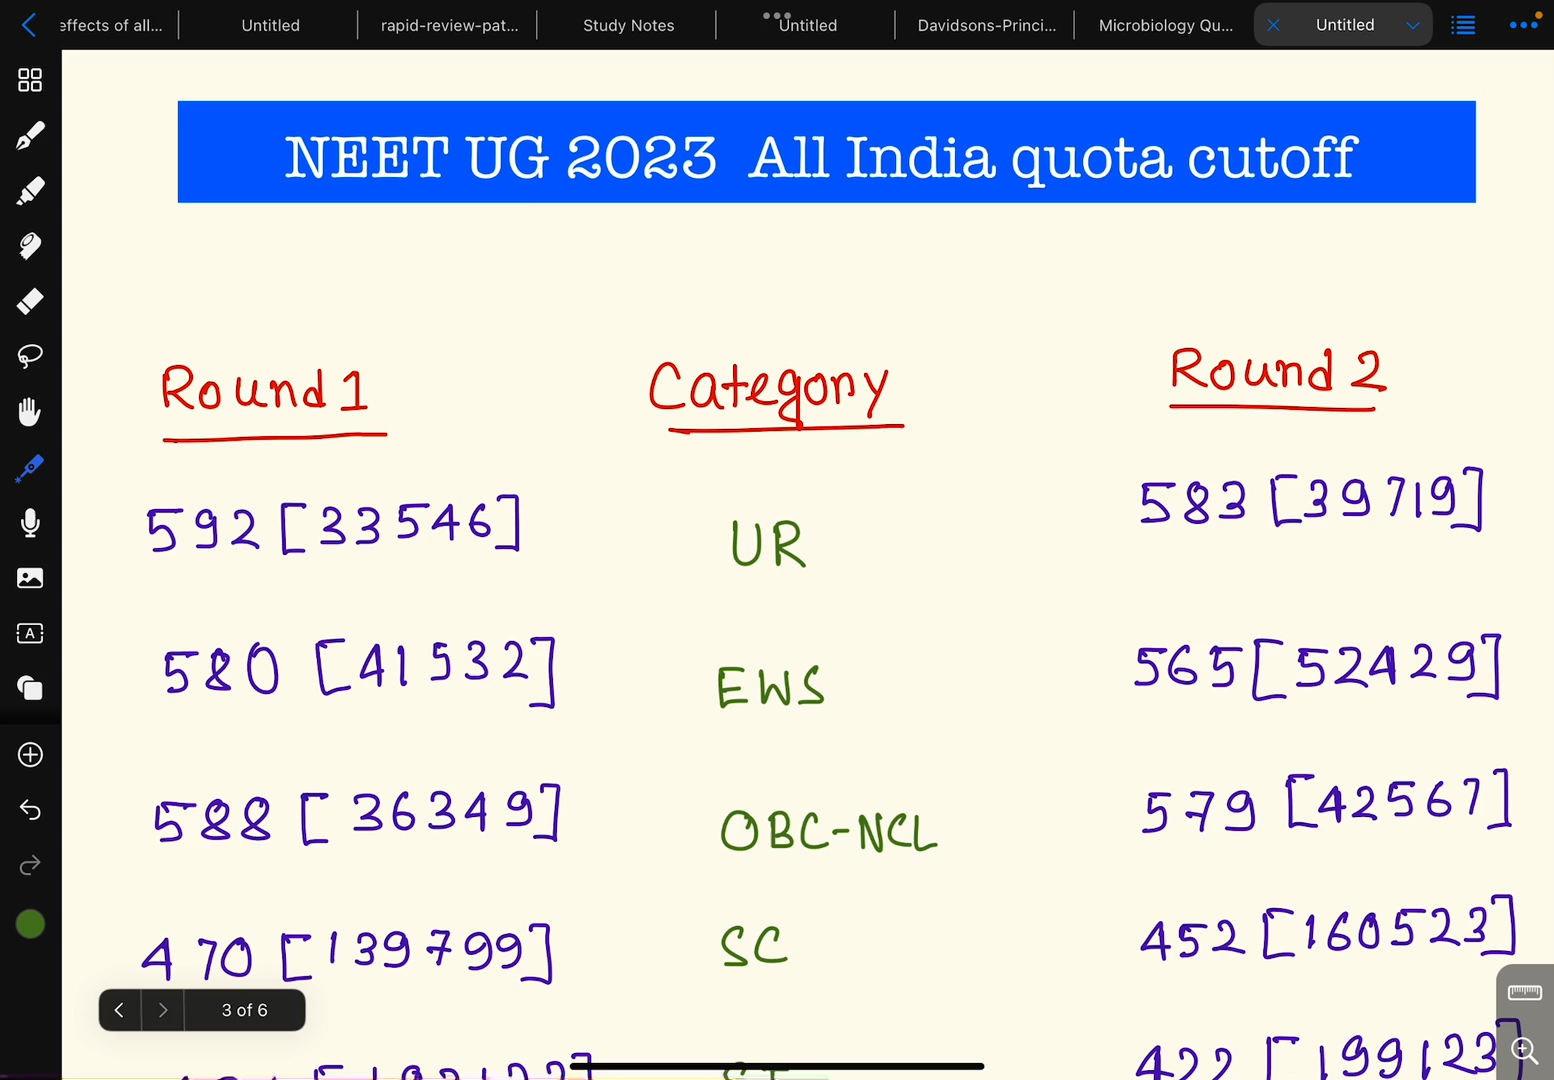 effects of all...
Untitled
rapid-review-pat...
Study Notes
Untitled
Davidsons-Princi...
Microbiology Qu...
Untitled
NEET UG 2023 All India quota cutoff
Round 1 Category Round 2
592 [33546] UR 583 [39719]
580 [41532] EWS 565 [52429]
588 [36349] OBC-NCL 579 [42567]
470 [139799] SC 452 [160523]
422 [199123]
3 of 6
A